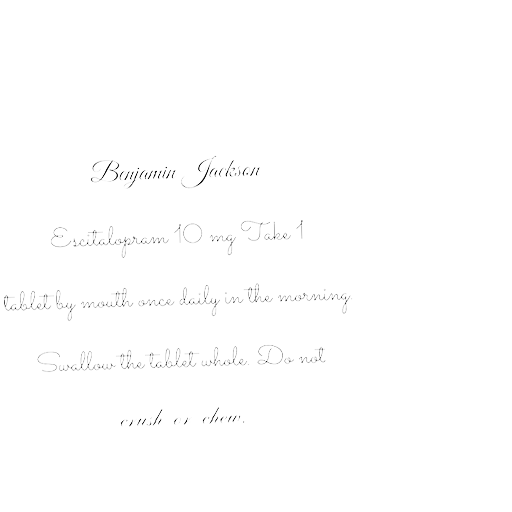 Benjamin Jackson
Escitalopram 10 mg Take 1
tablet by mouth once daily in the morning.
Swallow the tablet whole. Do not
crush or chew.